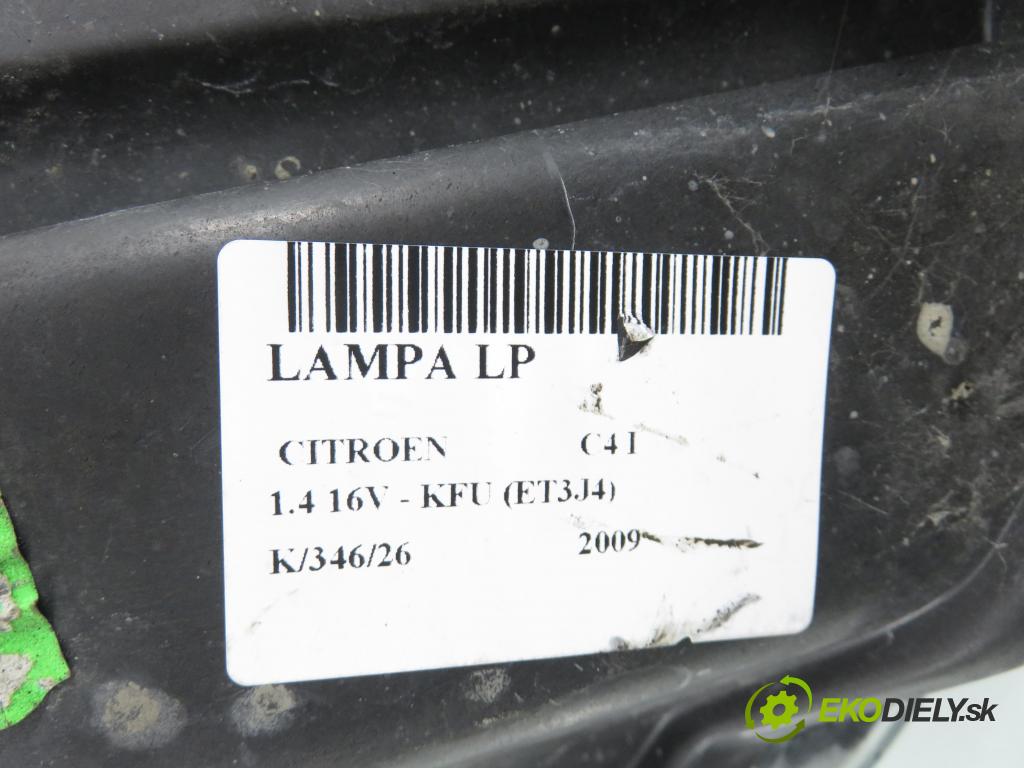 LAMPA LP
CITROEN C4 I
1.4 16V - KFU (ET3J4)
K/346/26 2009
EKODIELY.sk